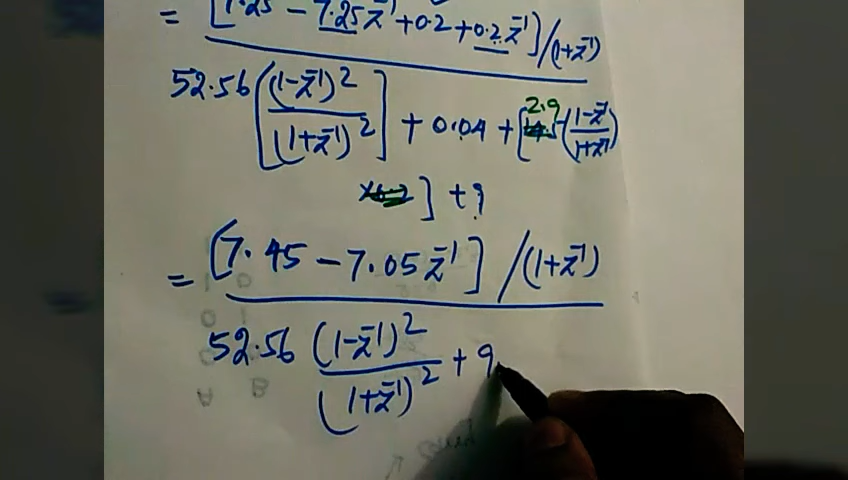 = [7.25 - 7.25z⁻¹ + 0.2 + 0.2z⁻¹] / (1+z⁻¹)
52.56 [(1-z⁻¹)² / (1+z⁻¹)²] + 0.04 + [2.9 (1-z⁻¹ / 1+z⁻¹)
] + 9
= [7.45 - 7.05z⁻¹] / (1+z⁻¹)
52.56 (1-z⁻¹)² / (1+z⁻¹)² + 9